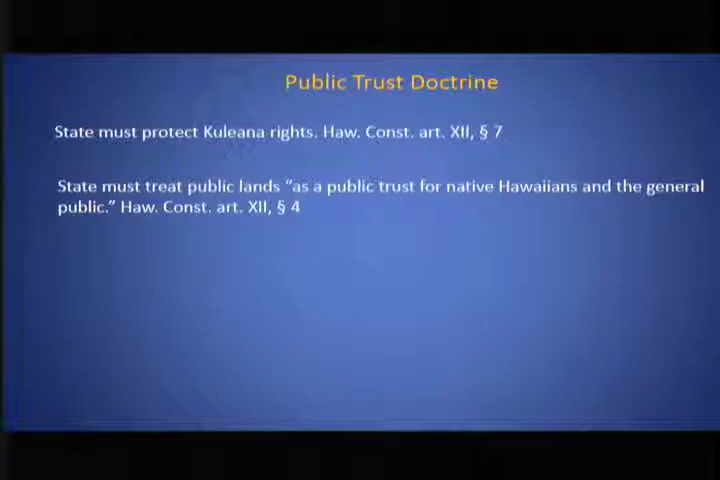 Public Trust Doctrine
State must protect Kuleana rights. Haw. Const. art. XII, § 7
State must treat public lands “as a public trust for native Hawaiians and the general
public.” Haw. Const. art. XII, § 4